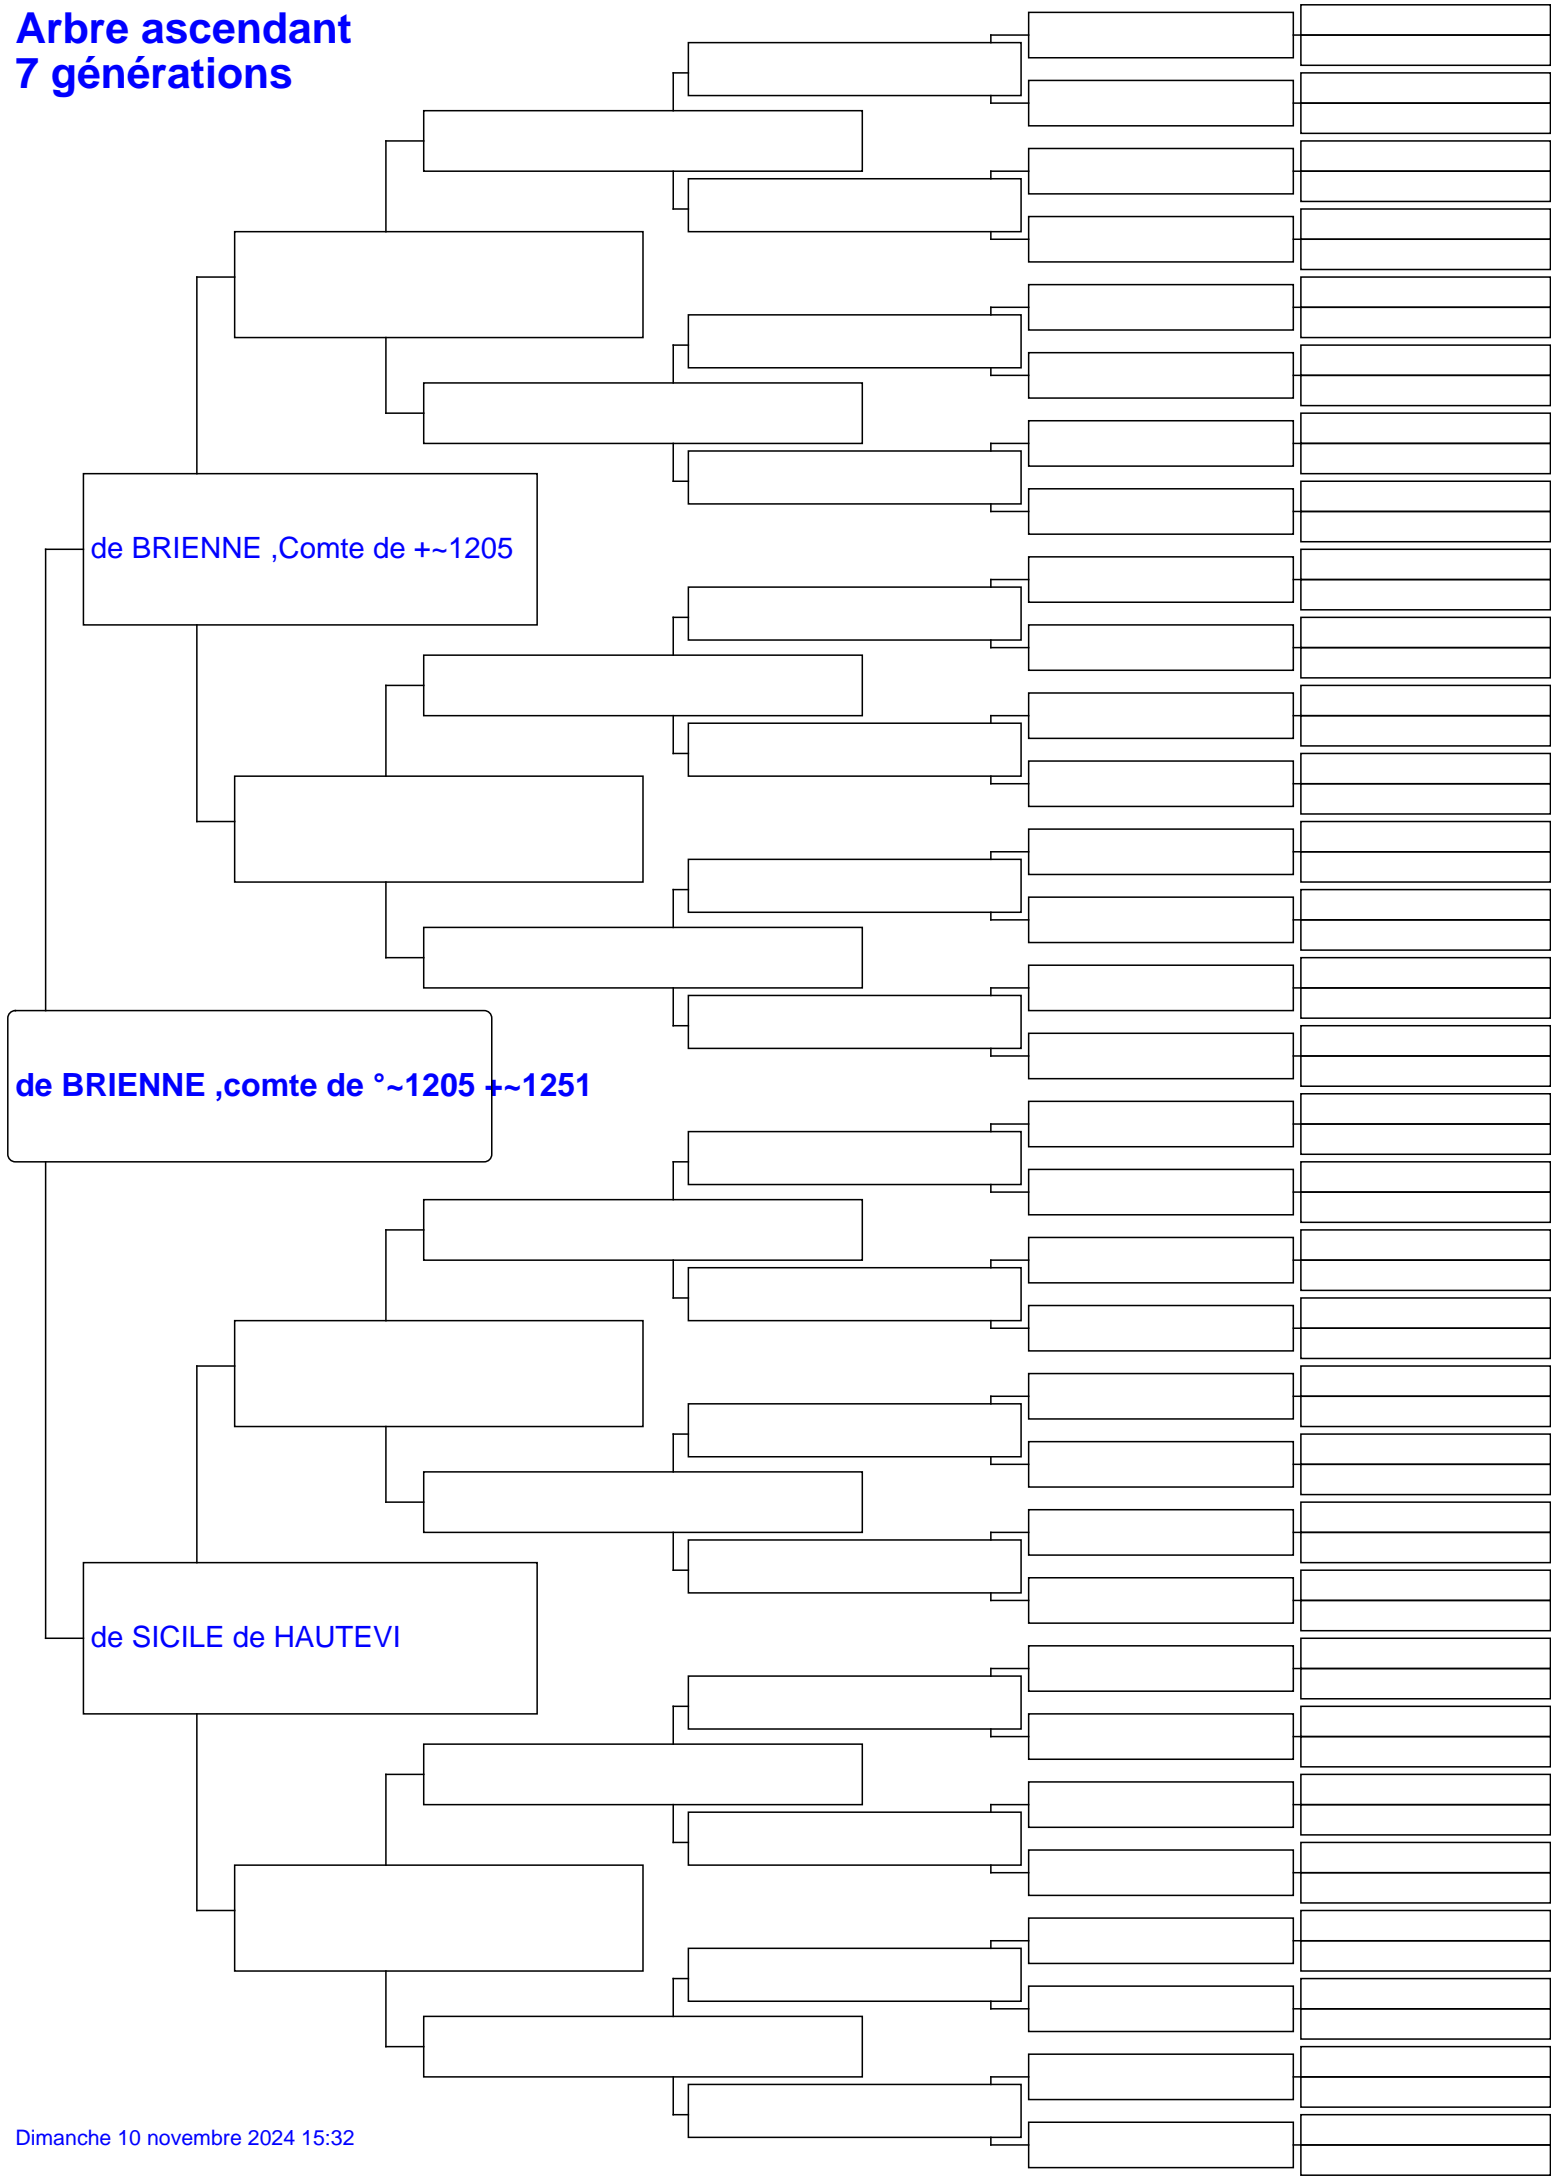 Arbre ascendant
7 générations
de BRIENNE ,Comte de +~1205
de BRIENNE ,comte de °~1205 +~1251
de SICILE de HAUTEVI
Dimanche 10 novembre 2024 15:32